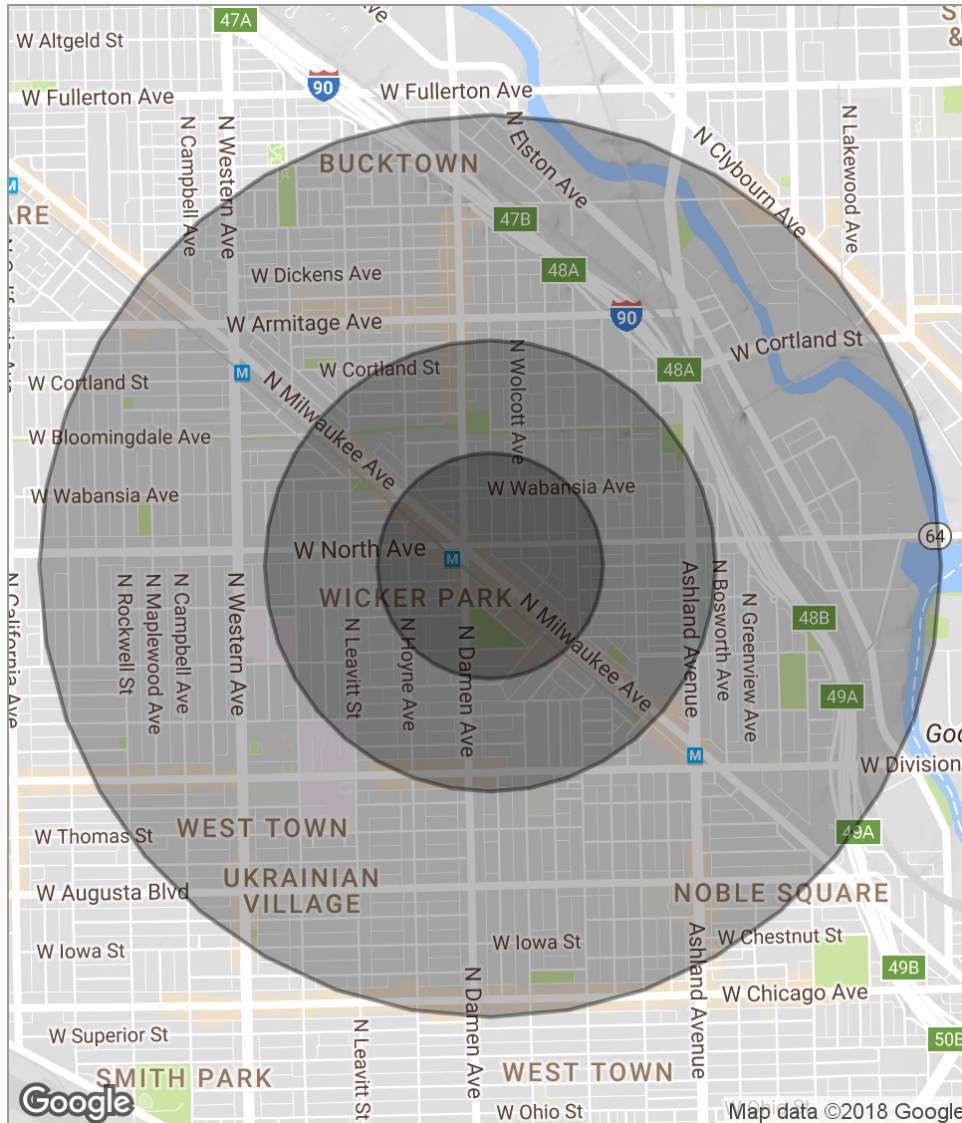 47A
W Altgeld St
90
W Fullerton Ave
W Fullerton Ave
N Campbell Ave
N Western Ave
BUCKTOWN
N Elston Ave
N Clybourn Ave
N Lakewood Ave
M
ARE
47B
48A
W Dickens Ave
90
W Armitage Ave
W Cortland St
W Cortland St
48A
M
W Cortland St
N Milwaukee Ave
N Wolcott Ave
W Bloomingdale Ave
W Wabansia Ave
W Wabansia Ave
64
W North Ave
M
WICKER PARK
N Milwaukee Ave
N California Ave
N Rockwell St
N Maplewood Ave
N Campbell Ave
N Western Ave
N Leavitt St
N Hoyne Ave
N Damen Ave
Ashland Avenue
N Bosworth Ave
N Greenview Ave
48B
49A
Goo
M
W Division
WEST TOWN
W Thomas St
49A
UKRAINIAN
VILLAGE
W Augusta Blvd
NOBLE SQUARE
W Iowa St
W Iowa St
W Chestnut St
N Damen Ave
Ashland Avenue
49B
W Chicago Ave
W Superior St
N Leavitt St
50B
SMITH PARK
WEST TOWN
W Ohio St
Google
Map data ©2018 Google